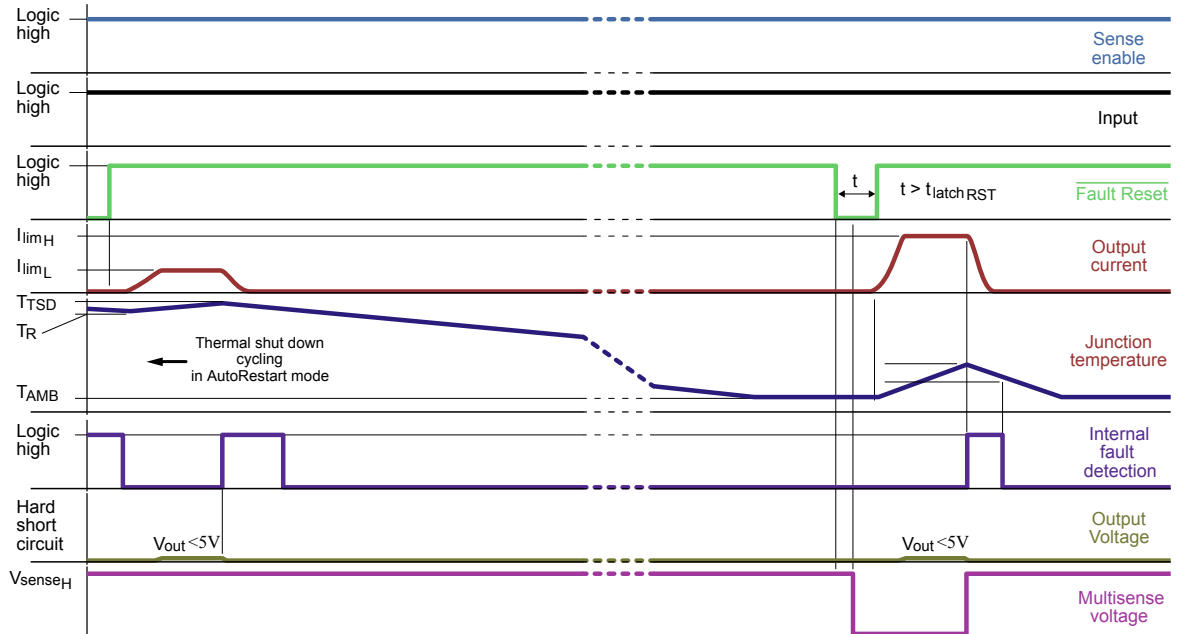 Logic
high
Sense
enable
Logic
high
Input
Logic
high
t
t > tlatchRST
Fault Reset
IlimH
IlimL
Output
current
TTSD
TR
Thermal shut down
cycling
in AutoRestart mode
Junction
temperature
TAMB
Logic
high
Internal
fault
detection
Hard
short
circuit
Vout <5V
Vout <5V
Output
Voltage
VsenseH
Multisense
voltage